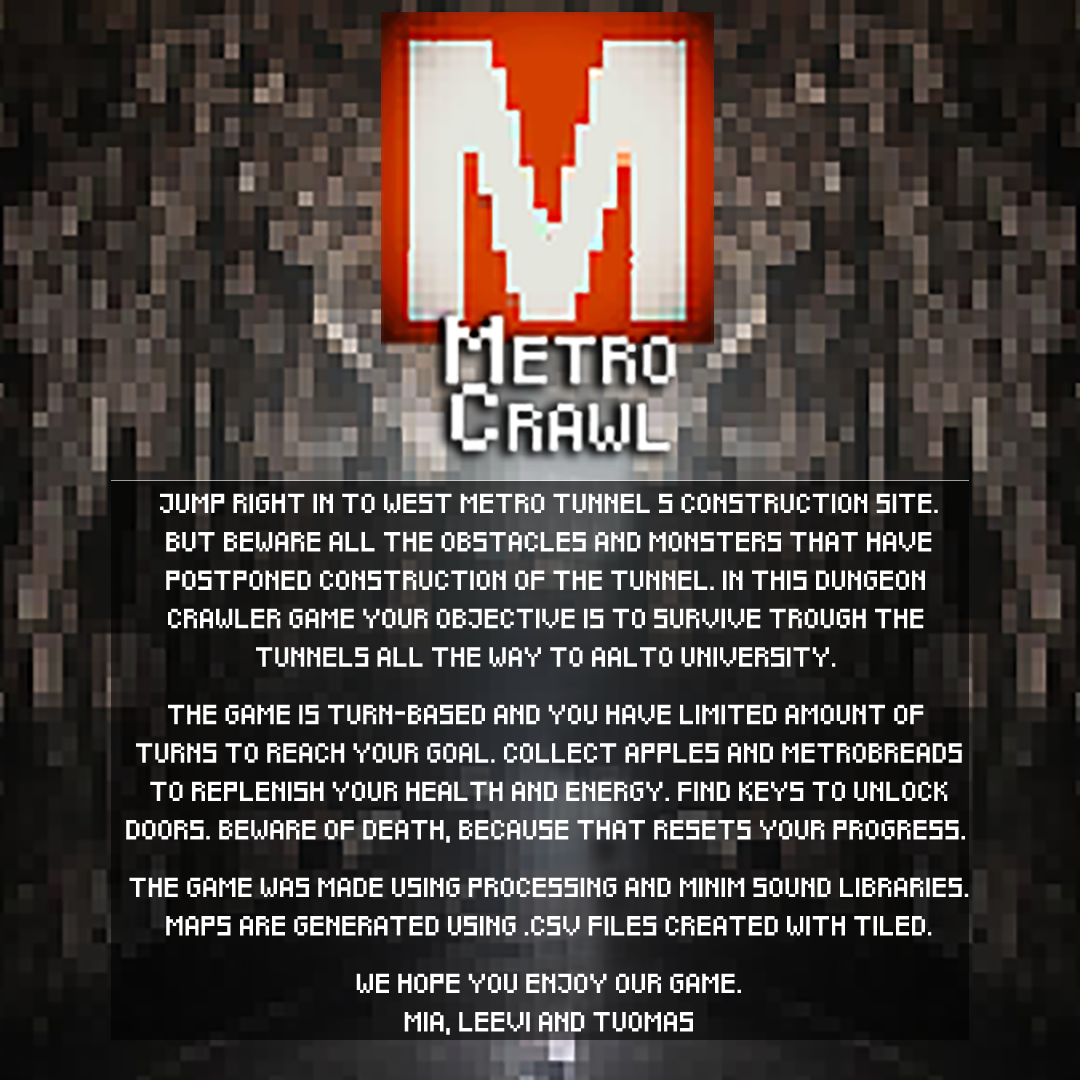 M
METRO
CRAWL
JUMP RIGHT IN TO WEST METRO TUNNEL S CONSTRUCTION SITE.
BUT BEWARE ALL THE OBSTACLES AND MONSTERS THAT HAVE
POSTPONED CONSTRUCTION OF THE TUNNEL. IN THIS DUNGEON
CRAWLER GAME YOUR OBJECTIVE IS TO SURVIVE TROUGH THE
TUNNELS ALL THE WAY TO AALTO UNIVERSITY.
THE GAME IS TURN-BASED AND YOU HAVE LIMITED AMOUNT OF
TURNS TO REACH YOUR GOAL. COLLECT APPLES AND METROBREADS
TO REPLENISH YOUR HEALTH AND ENERGY. FIND KEYS TO UNLOCK
DOORS. BEWARE OF DEATH, BECAUSE THAT RESETS YOUR PROGRESS.
THE GAME WAS MADE USING PROCESSING AND MINIM SOUND LIBRARIES.
MAPS ARE GENERATED USING .CSV FILES CREATED WITH TILED.
WE HOPE YOU ENJOY OUR GAME.
MIA, LEEVI AND TUOMAS